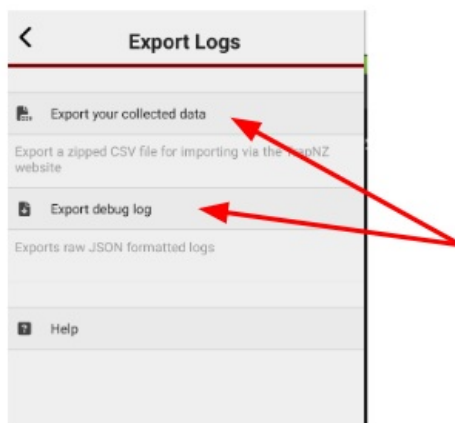 Export Logs
Export your collected data
Export a zipped CSV file for importing via the TrapNZ
website
Export debug log
Exports raw JSON formatted logs
Help